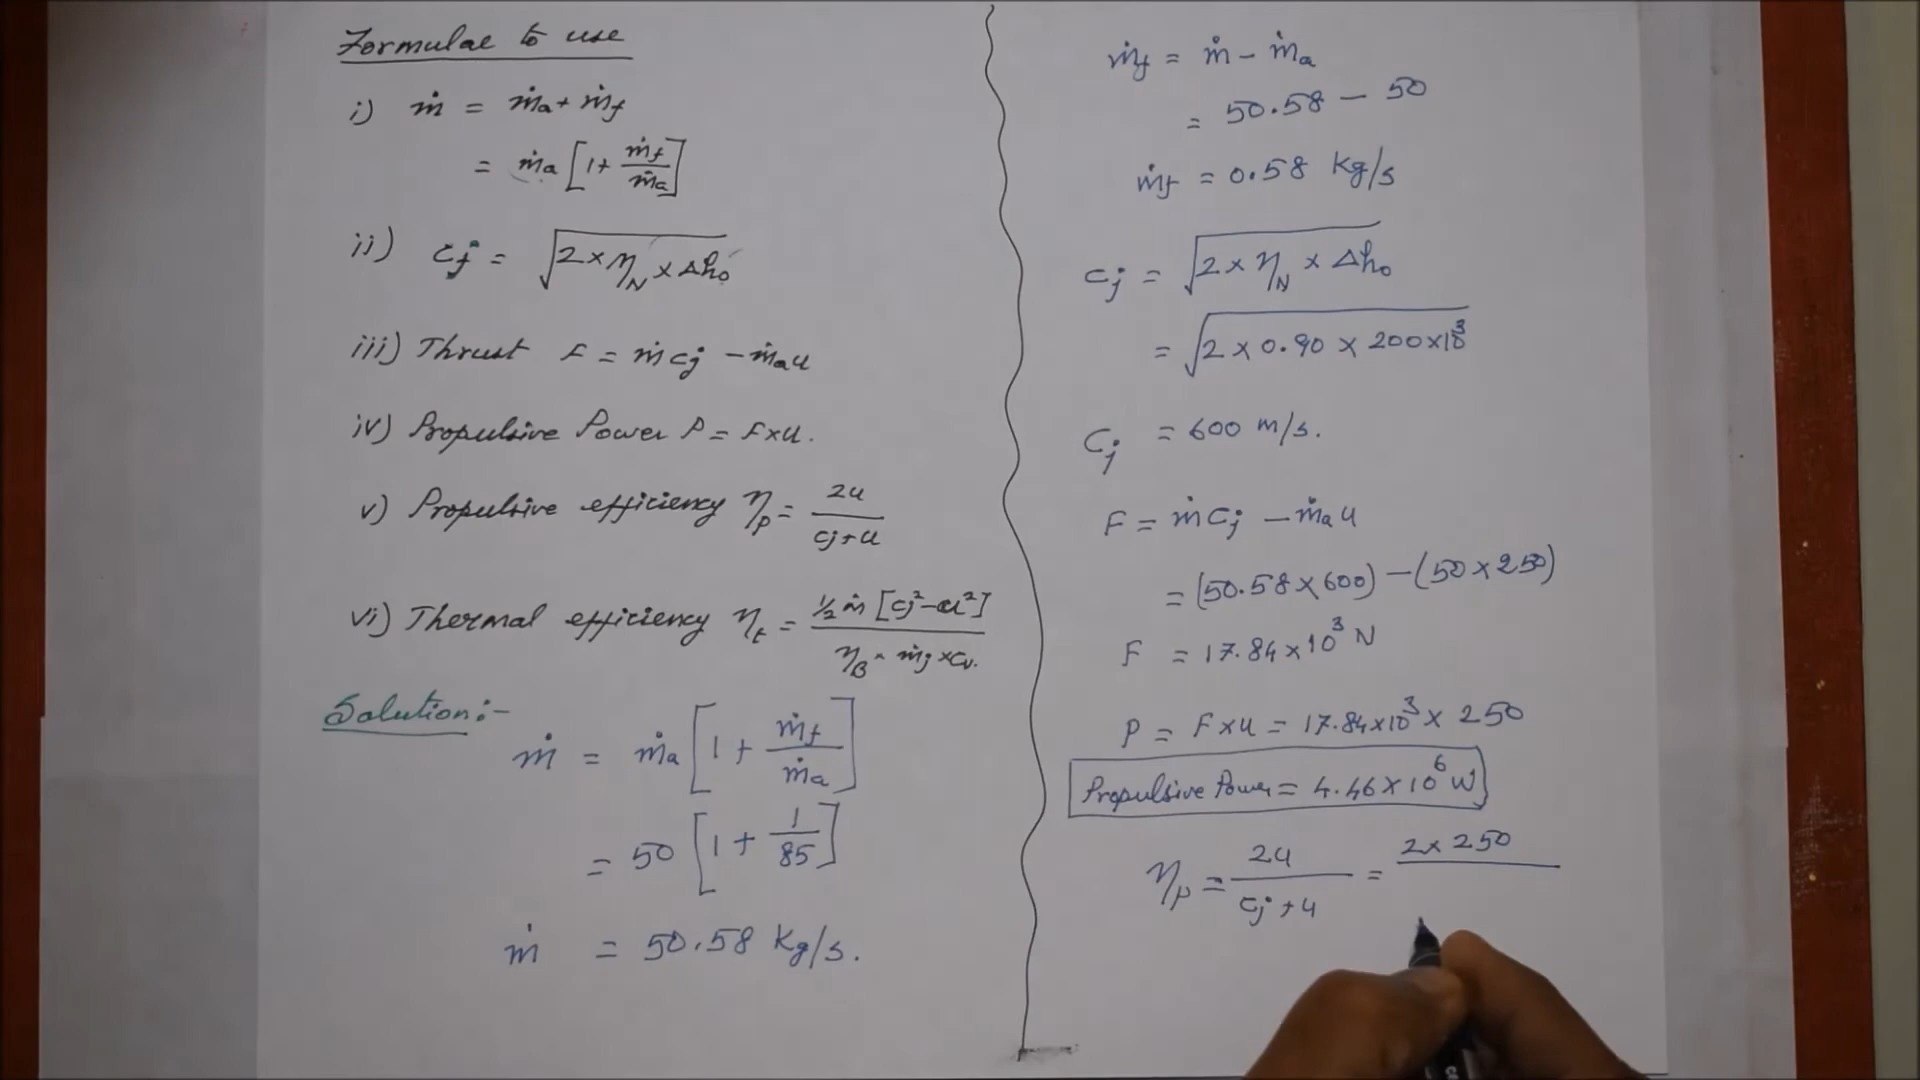 Formulae to use
i) ṁ = ṁa + ṁf
= ṁa [1 + ṁf/ṁa]
ii) Cj = √(2 × ηN × Δh₀)
iii) Thrust F = ṁ Cj − ṁa u
iv) Propulsive Power P = F×u.
v) Propulsive efficiency ηp = 2u/(Cj + u)
vi) Thermal efficiency ηt = ½ ṁ [Cj² − u²]/(ηB × ṁf × Cv.)
Solution:-
ṁ = ṁa [1 + ṁf/ṁa]
= 50 [1 + 1/85]
ṁ = 50.58 Kg/s.
ṁf = ṁ − ṁa
= 50.58 − 50
ṁf = 0.58 Kg/s
Cj = √(2 × ηN × Δh₀)
= √(2 × 0.90 × 200×10³)
Cj = 600 m/s.
F = ṁ Cj − ṁa u
= (50.58 × 600) − (50 × 250)
F = 17.84 × 10³ N
P = F×u = 17.84×10³ × 250
Propulsive Power = 4.46 × 10⁶ W
ηp = 2u/(Cj + u) = 2 × 250